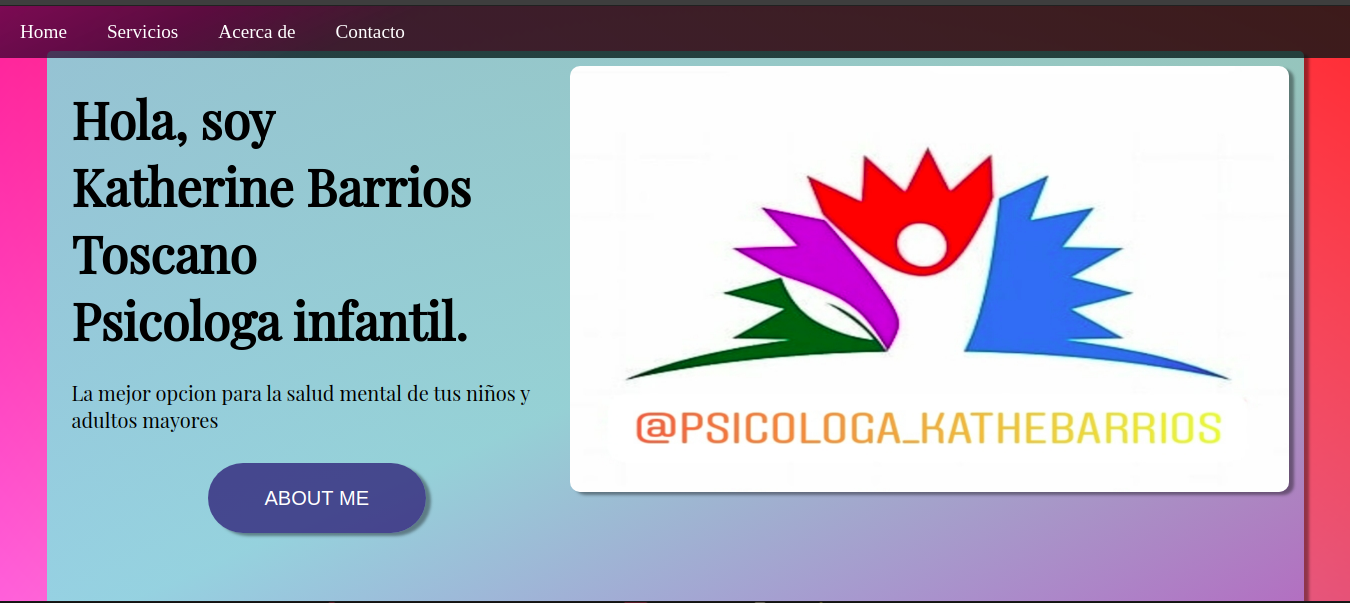 Home Servicios Acerca de Contacto
Hola, soy
Katherine Barrios
Toscano
Psicologa infantil.
La mejor opcion para la salud mental de tus niños y
adultos mayores
ABOUT ME
@PSICOLOGA_KATHEBARRIOS